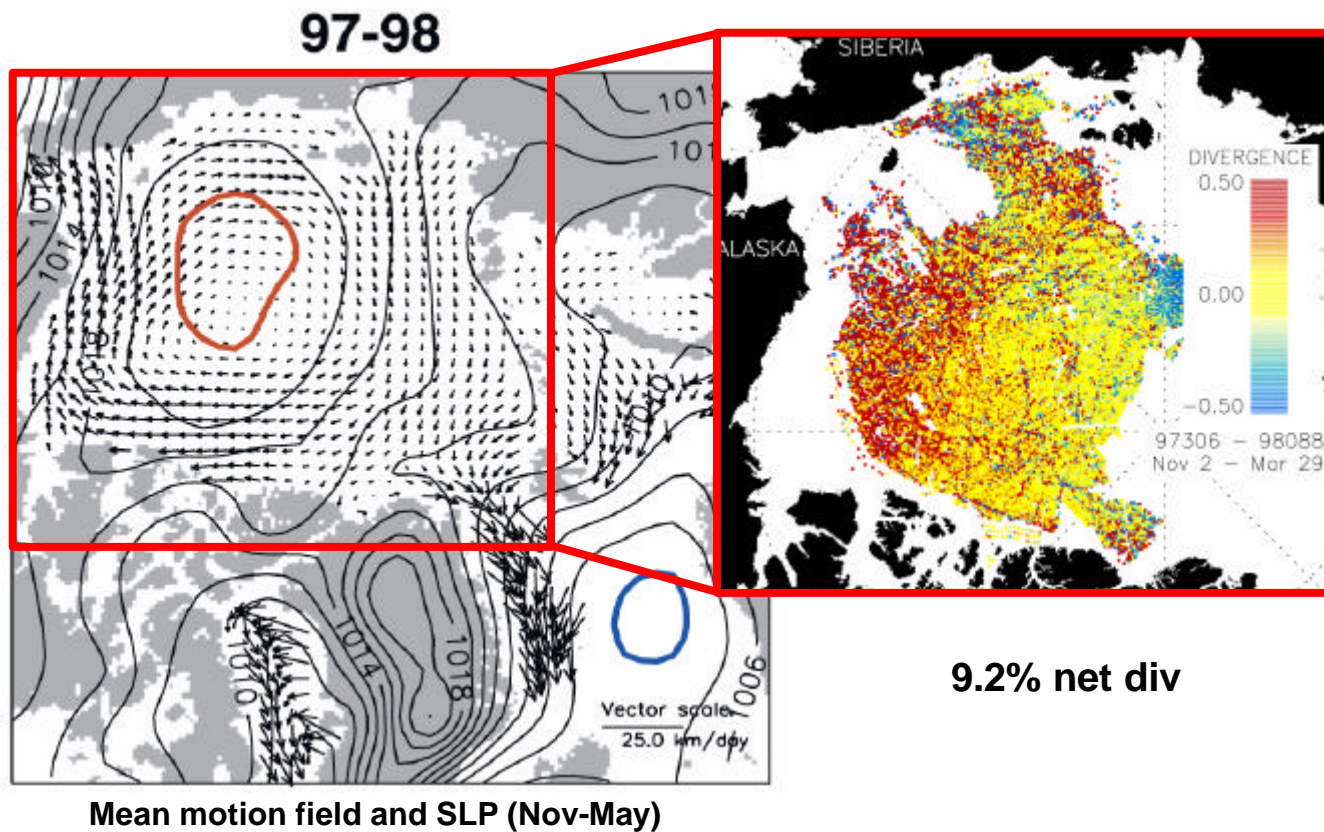 97-98
SIBERIA
ALASKA
DIVERGENCE
0.50
0.00
-0.50
97306 - 98088
Nov 2 - Mar 29
1014
1018
1010
1014
1018
1010
1006
Vector scale
25.0 km/day
9.2% net div
Mean motion field and SLP (Nov-May)